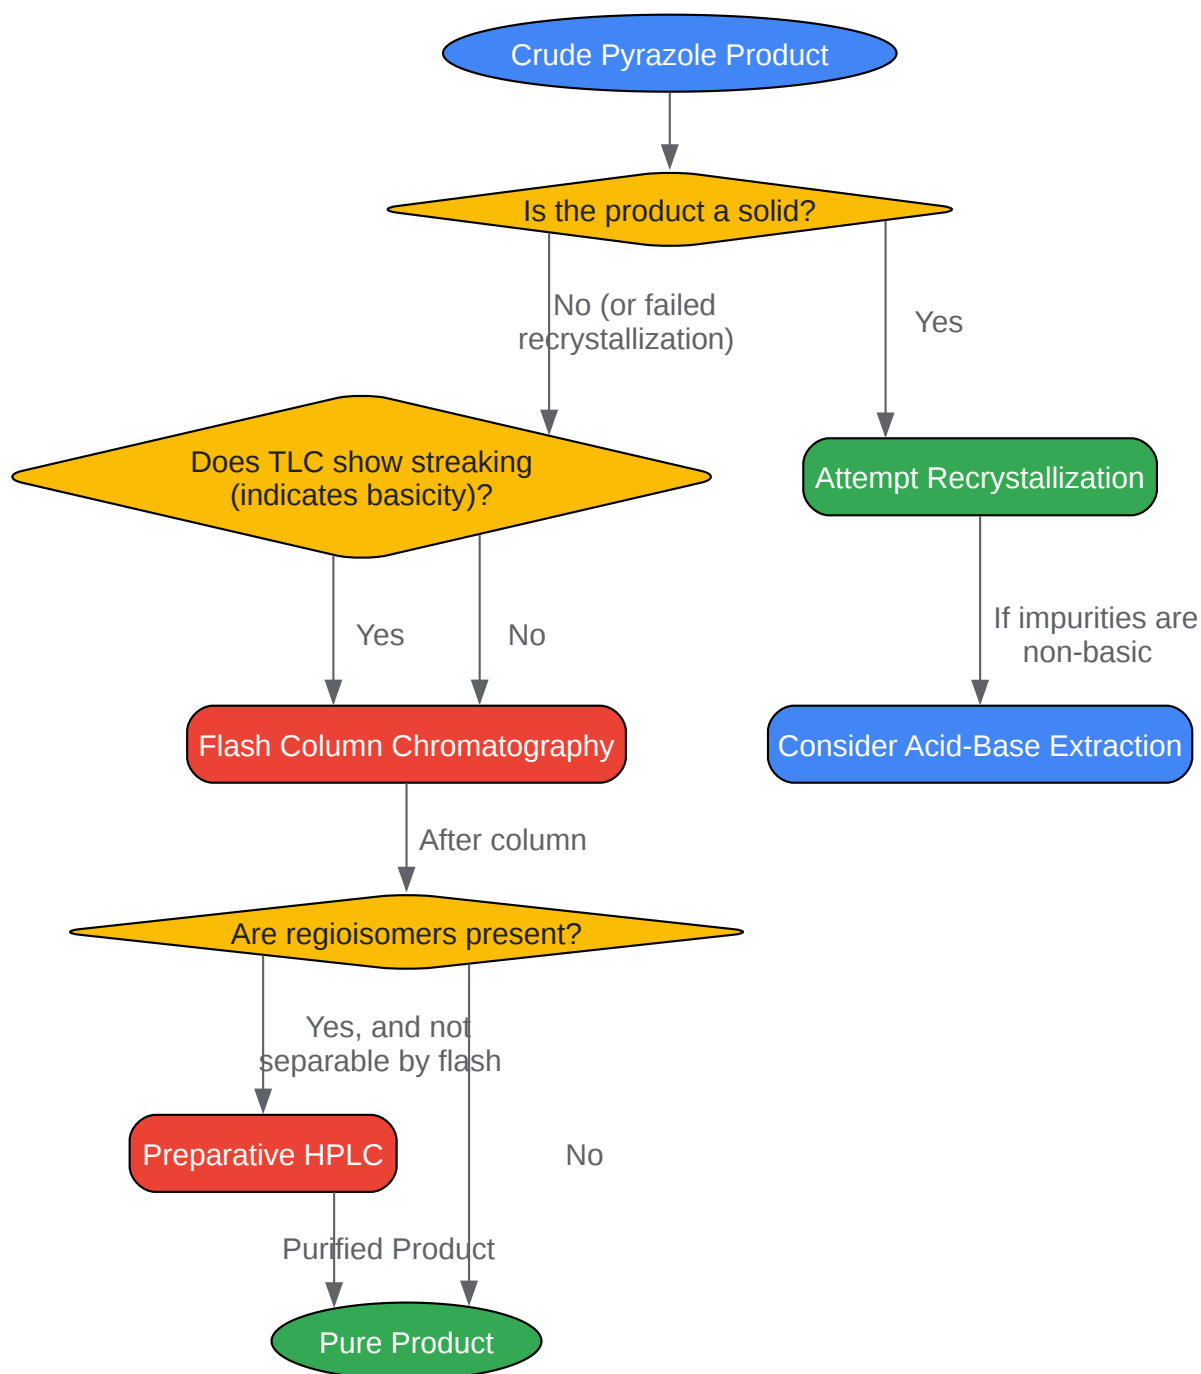 Crude Pyrazole Product
Is the product a solid?
No (or failed
recrystallization)
Yes
Does TLC show streaking
(indicates basicity)?
Attempt Recrystallization
Yes
No
If impurities are
non-basic
Flash Column Chromatography
Consider Acid-Base Extraction
After column
Are regioisomers present?
Yes, and not
separable by flash
Preparative HPLC
No
Purified Product
Pure Product